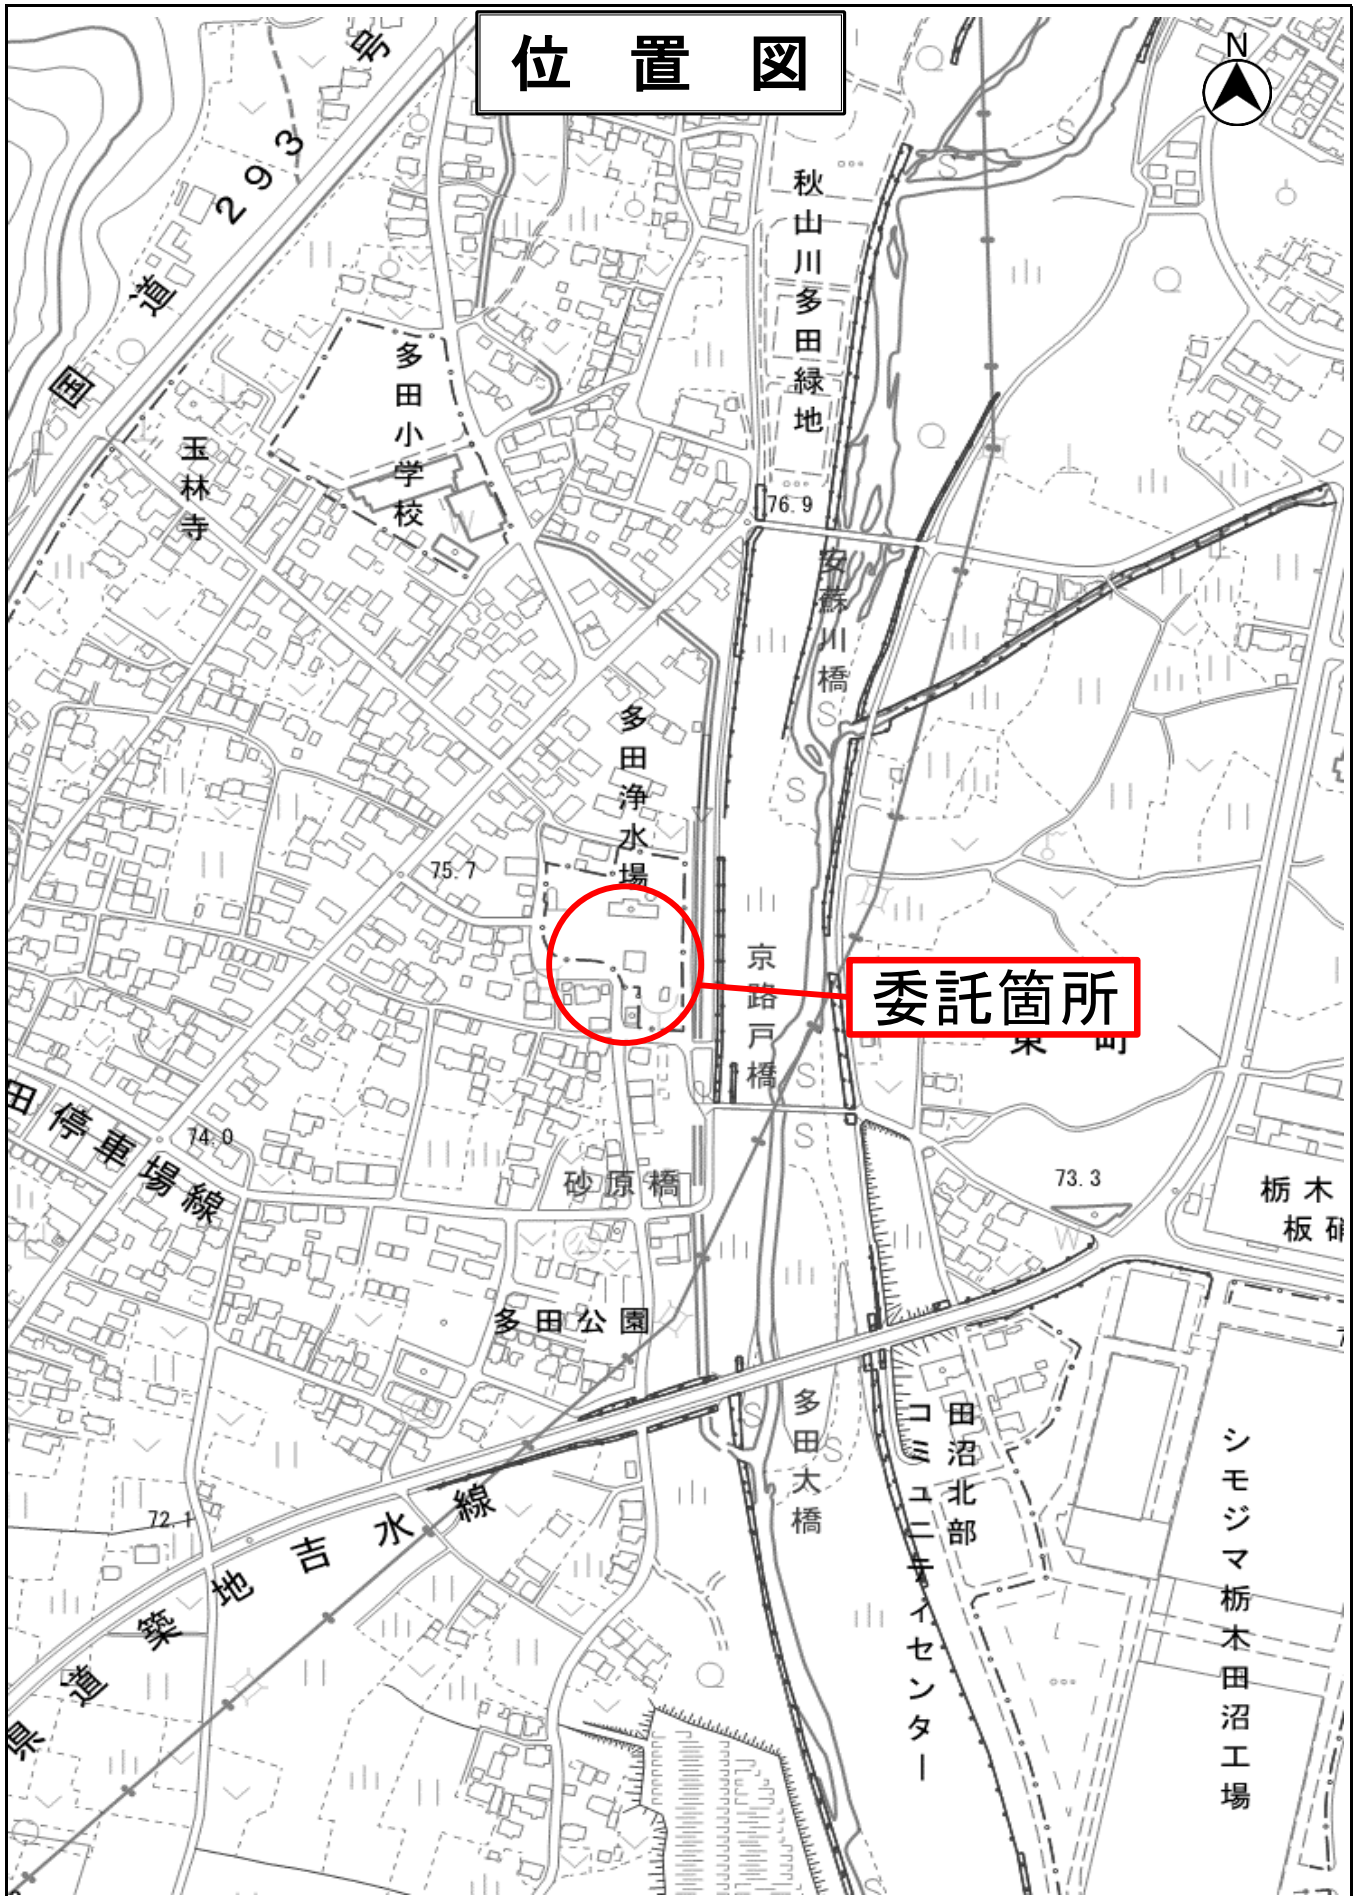 位置図
N
国道293号
秋山川多田緑地
多田小学校
玉林寺
76.9
安蘇川橋
多田浄水場
75.7
京路戸橋
委託箇所
東町
田停車場線
74.0
砂原橋
73.3
栃木
板硝
多田公園
多田大橋
田沼北部
コミュニティセンター
シモジマ栃木田沼工場
72.1
県道築地吉水線